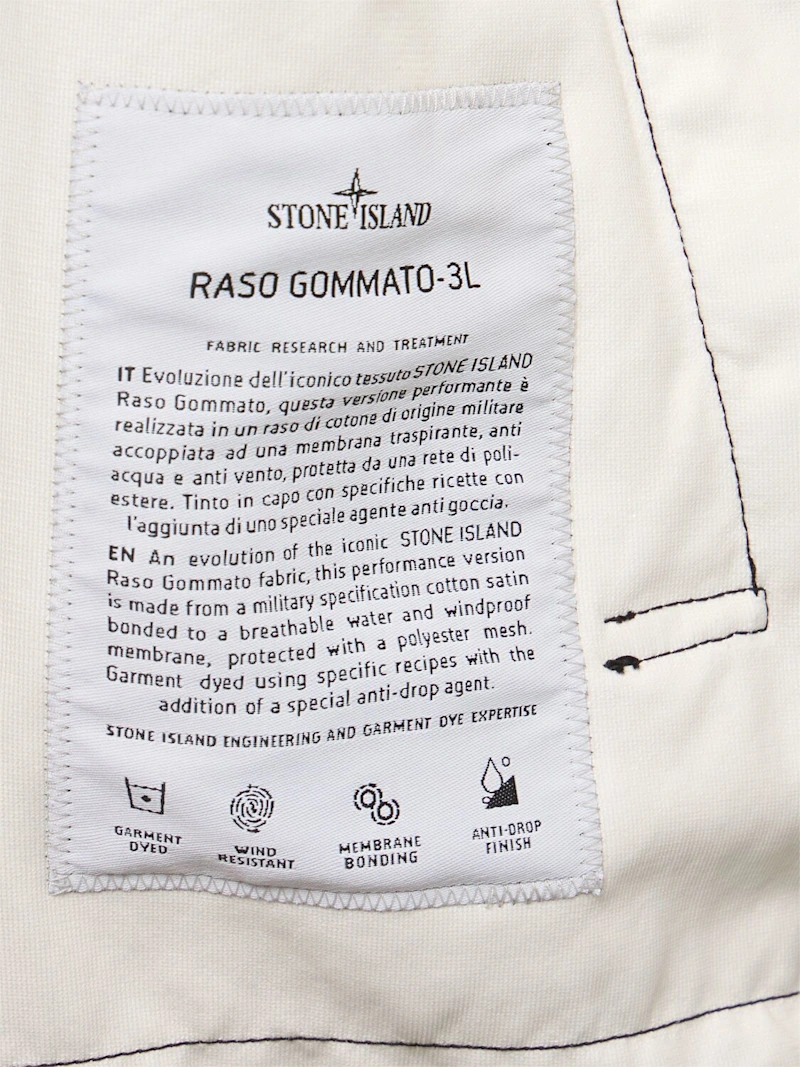 STONE ISLAND
RASO GOMMATO-3L
FABRIC RESEARCH AND TREATMENT
IT Evoluzione dell'iconico tessuto STONE ISLAND
Raso Gommato, questa versione performante è
realizzata in un raso di cotone di origine militare
accoppiata ad una membrana traspirante, anti
acqua e anti vento, protetta da una rete di poli-
estere. Tinto in capo con specifiche ricette con
l'aggiunta di uno speciale agente anti goccia.
EN An evolution of the iconic STONE ISLAND
Raso Gommato fabric, this performance version
is made from a military specification cotton satin
bonded to a breathable water and windproof
membrane, protected with a polyester mesh.
Garment dyed using specific recipes with the
addition of a special anti-drop agent.
STONE ISLAND ENGINEERING AND GARMENT DYE EXPERTISE
GARMENT
DYED
WIND
RESISTANT
MEMBRANE
BONDING
ANTI-DROP
FINISH